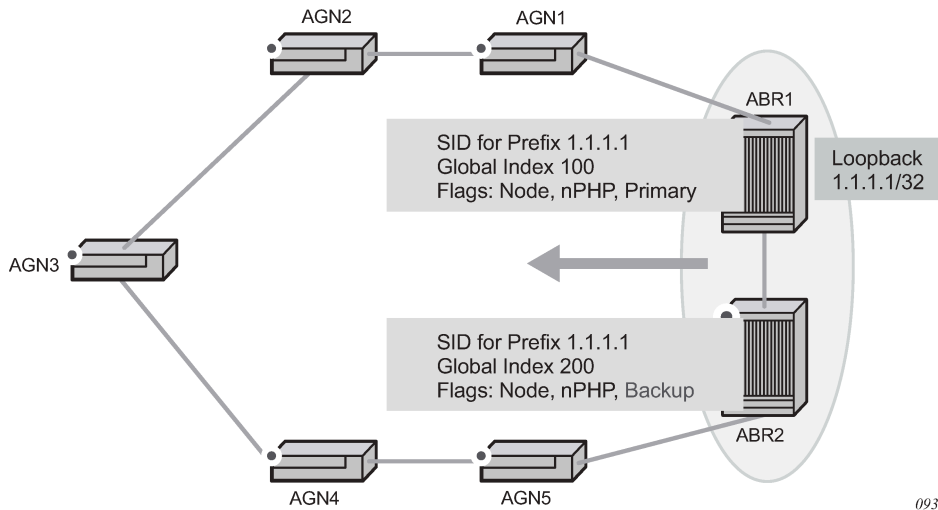 AGN2
AGN1
ABR1
SID for Prefix 1.1.1.1
Global Index 100
Flags: Node, nPHP, Primary
Loopback
1.1.1.1/32
AGN3
SID for Prefix 1.1.1.1
Global Index 200
Flags: Node, nPHP, Backup
ABR2
AGN4
AGN5
093